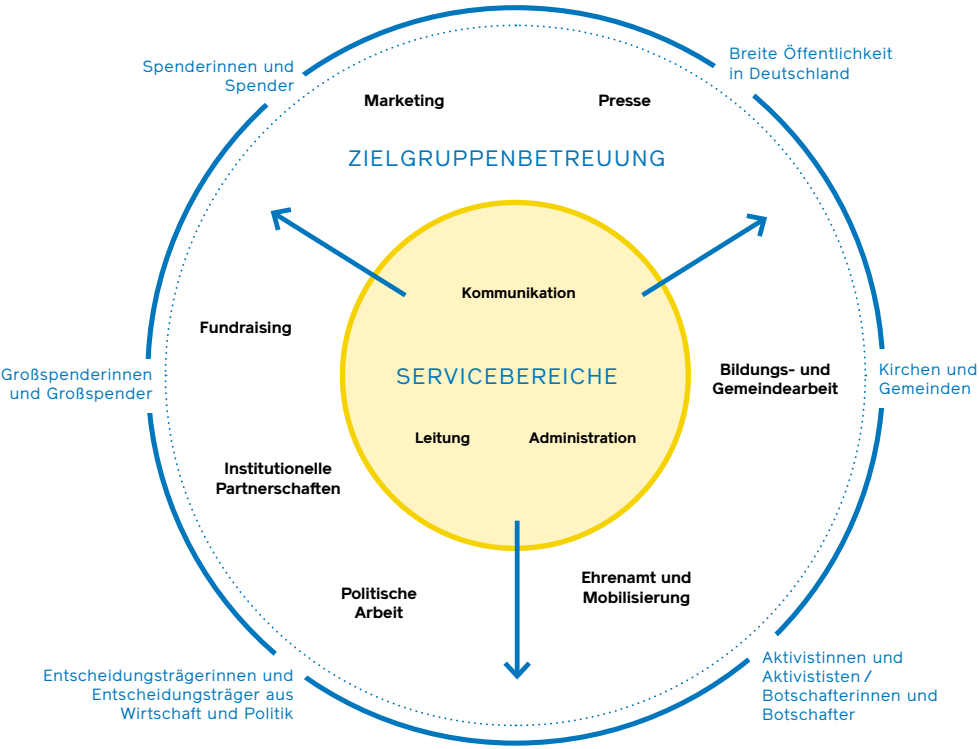 Breite Öffentlichkeit
in Deutschland
Spenderinnen und
Spender
Marketing
Presse
ZIELGRUPPENBETREUUNG
Kommunikation
Fundraising
SERVICEBEREICHE
Bildungs- und
Gemeindearbeit
Kirchen und
Gemeinden
Großspenderinnen
und Großspender
Leitung
Administration
Institutionelle
Partnerschaften
Politische
Arbeit
Ehrenamt und
Mobilisierung
Entscheidungsträgerinnen und
Entscheidungsträger aus
Wirtschaft und Politik
Aktivistinnen und
Aktivististen /
Botschafterinnen und
Botschafter